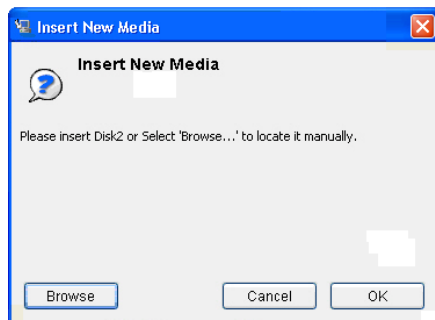 Insert New Media
Insert New Media
Please insert Disk2 or Select 'Browse...' to locate it manually.
Browse
Cancel
OK